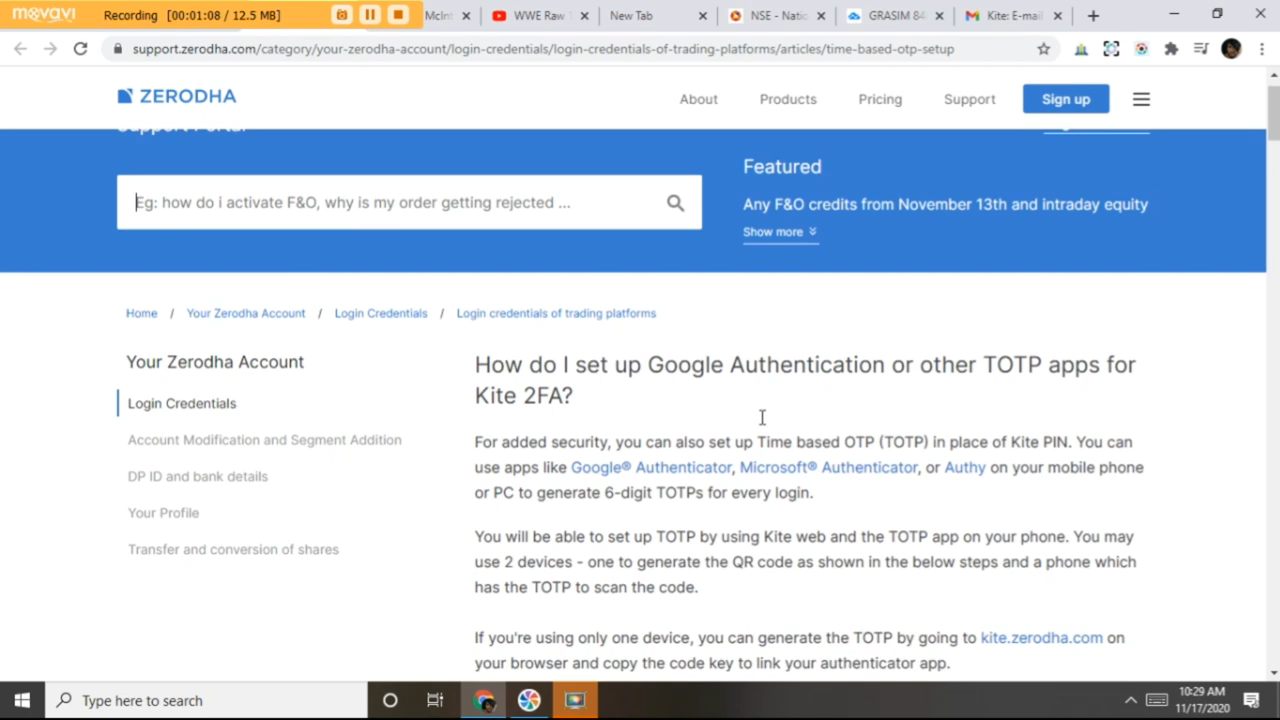 movavi Recording [00:01:08 / 12.5 MB] McInt WWE Raw 1 New Tab NSE - Natio GRASIM 84 Kite: E-mail
support.zerodha.com/category/your-zerodha-account/login-credentials/login-credentials-of-trading-platforms/articles/time-based-otp-setup
ZERODHA About Products Pricing Support Sign up
Support Portal
Featured
Eg: how do i activate F&O, why is my order getting rejected ...
Any F&O credits from November 13th and intraday equity
Show more
Home / Your Zerodha Account / Login Credentials / Login credentials of trading platforms
Your Zerodha Account
Login Credentials
Account Modification and Segment Addition
DP ID and bank details
Your Profile
Transfer and conversion of shares
How do I set up Google Authentication or other TOTP apps for
Kite 2FA?
For added security, you can also set up Time based OTP (TOTP) in place of Kite PIN. You can
use apps like Google® Authenticator, Microsoft® Authenticator, or Authy on your mobile phone
or PC to generate 6-digit TOTPs for every login.
You will be able to set up TOTP by using Kite web and the TOTP app on your phone. You may
use 2 devices - one to generate the QR code as shown in the below steps and a phone which
has the TOTP to scan the code.
If you're using only one device, you can generate the TOTP by going to kite.zerodha.com on
your browser and copy the code key to link your authenticator app.
Type here to search
10:29 AM
11/17/2020